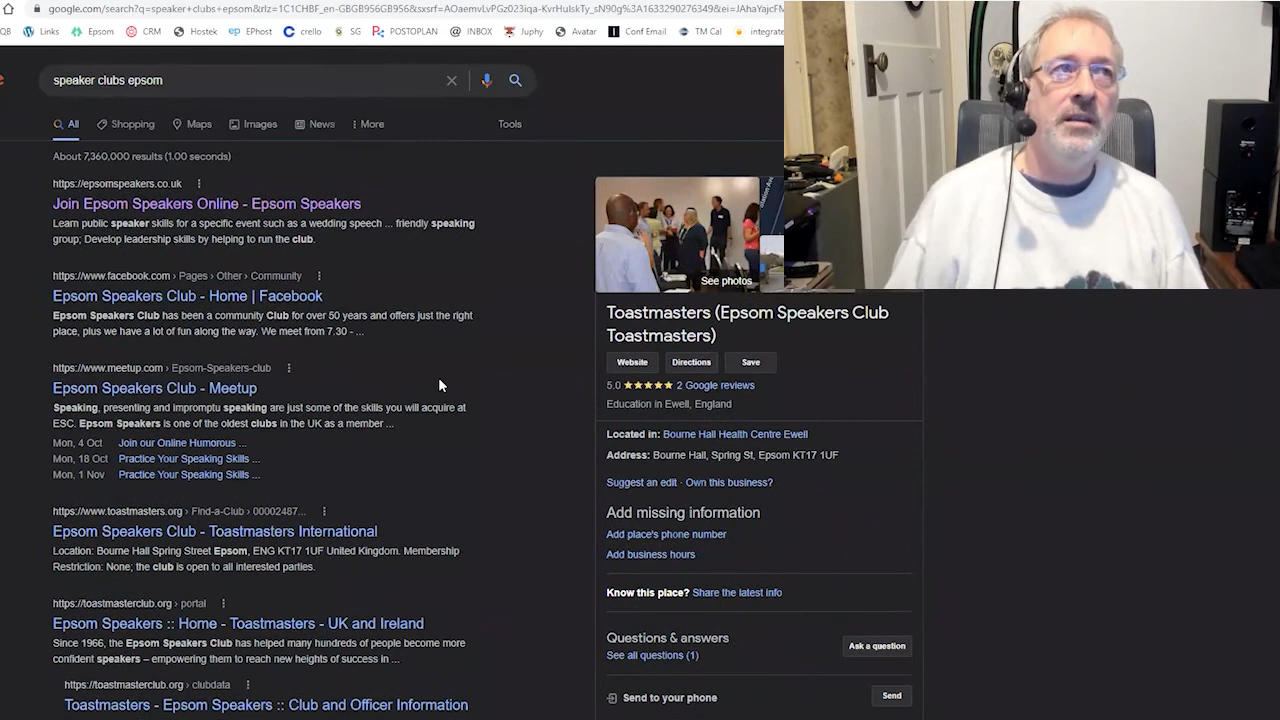 google.com/search?q=speaker+clubs+epsom&rlz=1C1CHBF_en-GBGB956GB956&sxsrf=
QB Links Epsom CRM Hostek EPhost crello SG POSTOPLAN INBOX Juphy Avatar Conf Email TM Cal integrate
speaker clubs epsom
All Shopping Maps Images News More Tools
About 7,360,000 results (1.00 seconds)
https://epsomspeakers.co.uk
Join Epsom Speakers Online - Epsom Speakers
Learn public speaker skills for a specific event such as a wedding speech ... friendly speaking
group; Develop leadership skills by helping to run the club.
https://www.facebook.com › Pages › Other › Community
Epsom Speakers Club - Home | Facebook
Epsom Speakers Club has been a community Club for over 50 years and offers just the right
place, plus we have a lot of fun along the way. We meet from 7.30 - ...
https://www.meetup.com › Epsom-Speakers-club
Epsom Speakers Club - Meetup
Speaking, presenting and impromptu speaking are just some of the skills you will acquire at
ESC. Epsom Speakers is one of the oldest clubs in the UK as a member ...
Mon, 4 Oct Join our Online Humorous ...
Mon, 18 Oct Practice Your Speaking Skills ...
Mon, 1 Nov Practice Your Speaking Skills ...
https://www.toastmasters.org › Find-a-Club › 00002487...
Epsom Speakers Club - Toastmasters International
Location: Bourne Hall Spring Street Epsom, ENG KT17 1UF United Kingdom. Membership
Restriction: None; the club is open to all interested parties.
https://toastmasterclub.org › portal
Epsom Speakers :: Home - Toastmasters - UK and Ireland
Since 1966, the Epsom Speakers Club has helped many hundreds of people become more
confident speakers – empowering them to reach new heights of success in ...
https://toastmasterclub.org › clubdata
Toastmasters - Epsom Speakers :: Club and Officer Information
See photos
Toastmasters (Epsom Speakers Club
Toastmasters)
Website Directions Save
5.0 ★★★★★ 2 Google reviews
Education in Ewell, England
Located in: Bourne Hall Health Centre Ewell
Address: Bourne Hall, Spring St, Epsom KT17 1UF
Suggest an edit · Own this business?
Add missing information
Add place's phone number
Add business hours
Know this place? Share the latest info
Questions & answers
See all questions (1)
Ask a question
Send to your phone
Send